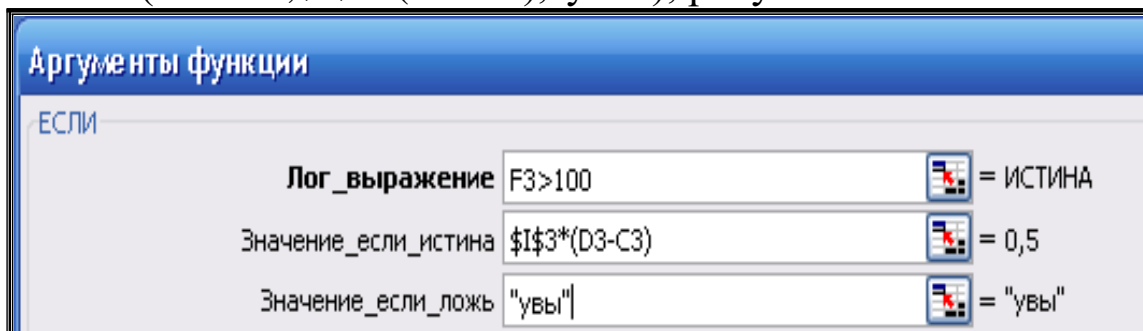 Аргументы функции
ЕСЛИ
Лог_выражение F3>100 = ИСТИНА
Значение_если_истина $I$3*(D3-C3) = 0,5
Значение_если_ложь "увы" = "увы"